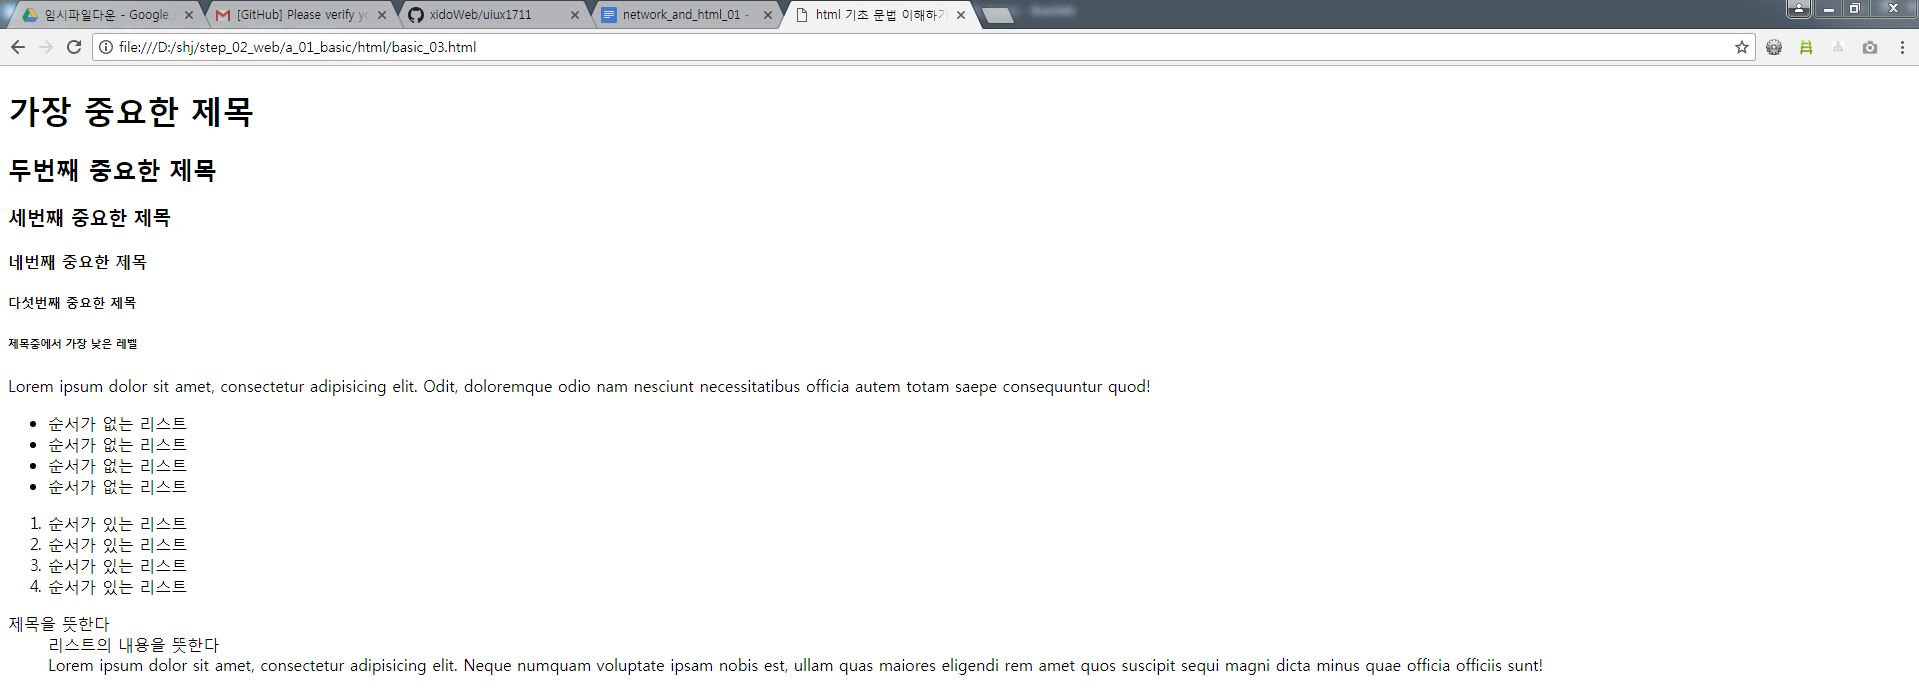 임시파일다운 - Google
[GitHub] Please verify yo
xidoWeb/uiux1711
network_and_html_01 -
html 기초 문법 이해하기
file:///D:/shj/step_02_web/a_01_basic/html/basic_03.html
가장 중요한 제목
두번째 중요한 제목
세번째 중요한 제목
네번째 중요한 제목
다섯번째 중요한 제목
제목중에서 가장 낮은 레벨
Lorem ipsum dolor sit amet, consectetur adipisicing elit. Odit, doloremque odio nam nesciunt necessitatibus officia autem totam saepe consequuntur quod!
• 순서가 없는 리스트
• 순서가 없는 리스트
• 순서가 없는 리스트
• 순서가 없는 리스트
1. 순서가 있는 리스트
2. 순서가 있는 리스트
3. 순서가 있는 리스트
4. 순서가 있는 리스트
제목을 뜻한다
리스트의 내용을 뜻한다
Lorem ipsum dolor sit amet, consectetur adipisicing elit. Neque numquam voluptate ipsam nobis est, ullam quas maiores eligendi rem amet quos suscipit sequi magni dicta minus quae officia officiis sunt!